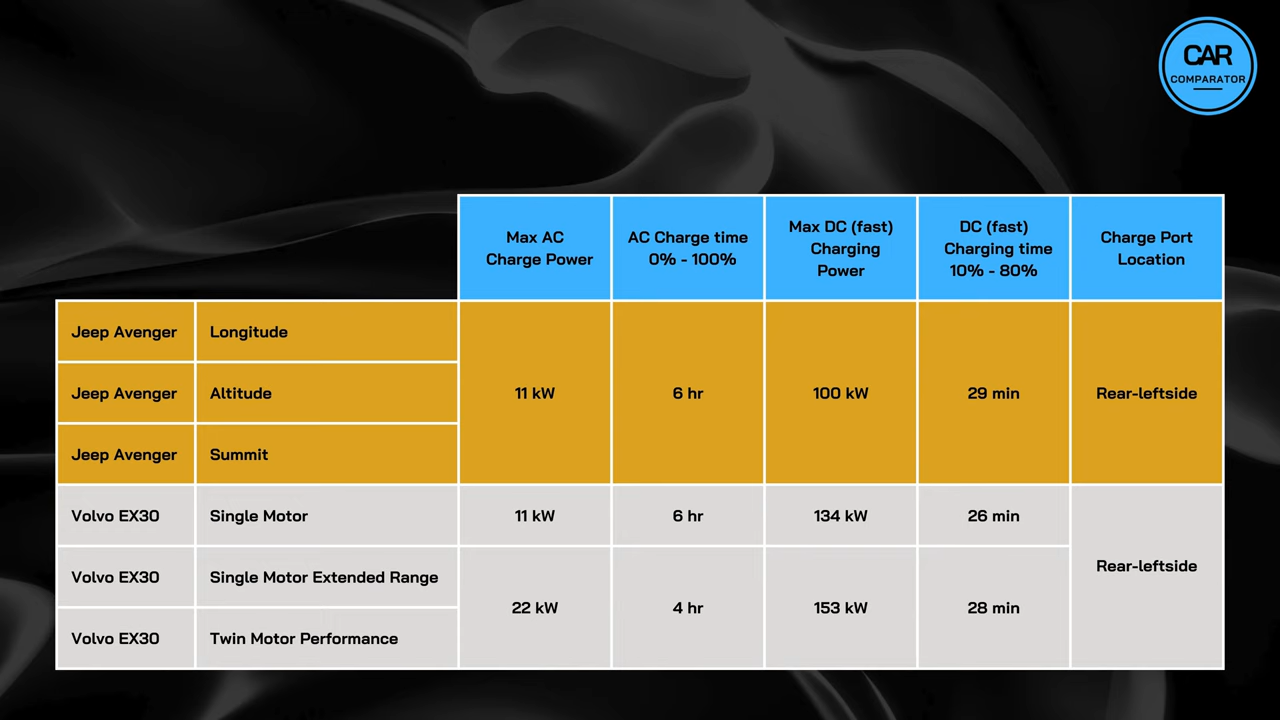 CAR
COMPARATOR
Max AC
Charge Power
AC Charge time
0% - 100%
Max DC (fast)
Charging
Power
DC (fast)
Charging time
10% - 80%
Charge Port
Location
Jeep Avenger Longitude
Jeep Avenger Altitude 11 kW 6 hr 100 kW 29 min Rear-leftside
Jeep Avenger Summit
Volvo EX30 Single Motor 11 kW 6 hr 134 kW 26 min
Rear-leftside
Volvo EX30 Single Motor Extended Range
22 kW 4 hr 153 kW 28 min
Volvo EX30 Twin Motor Performance